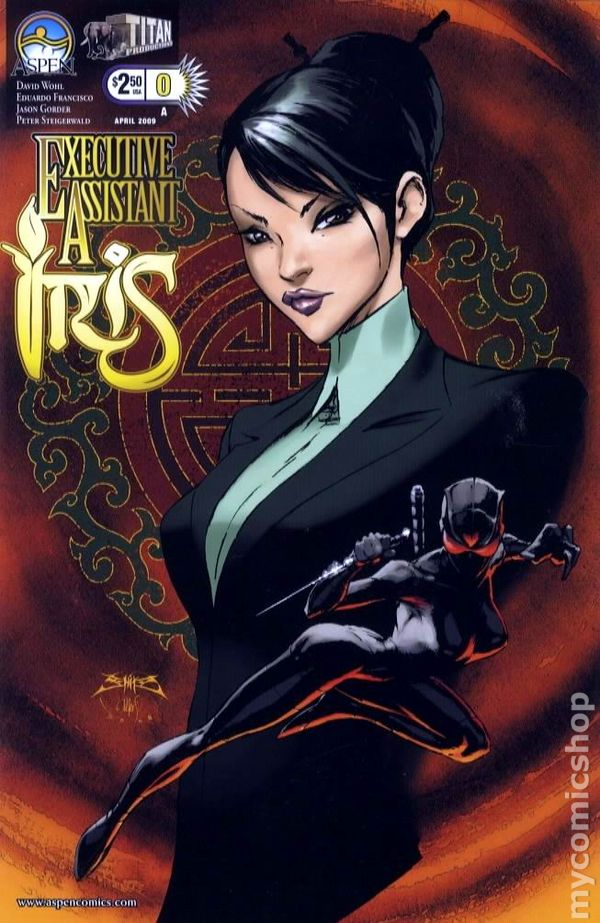 ASPEN
TITAN
PRODUCTIONS
$2.50
USA
0
A
APRIL 2009
DAVID WOHL
EDUARDO FRANCISCO
JASON GORDER
PETER STEIGERWALD
EXECUTIVE
ASSISTANT
IRIS
www.aspencomics.com
mycomicshop